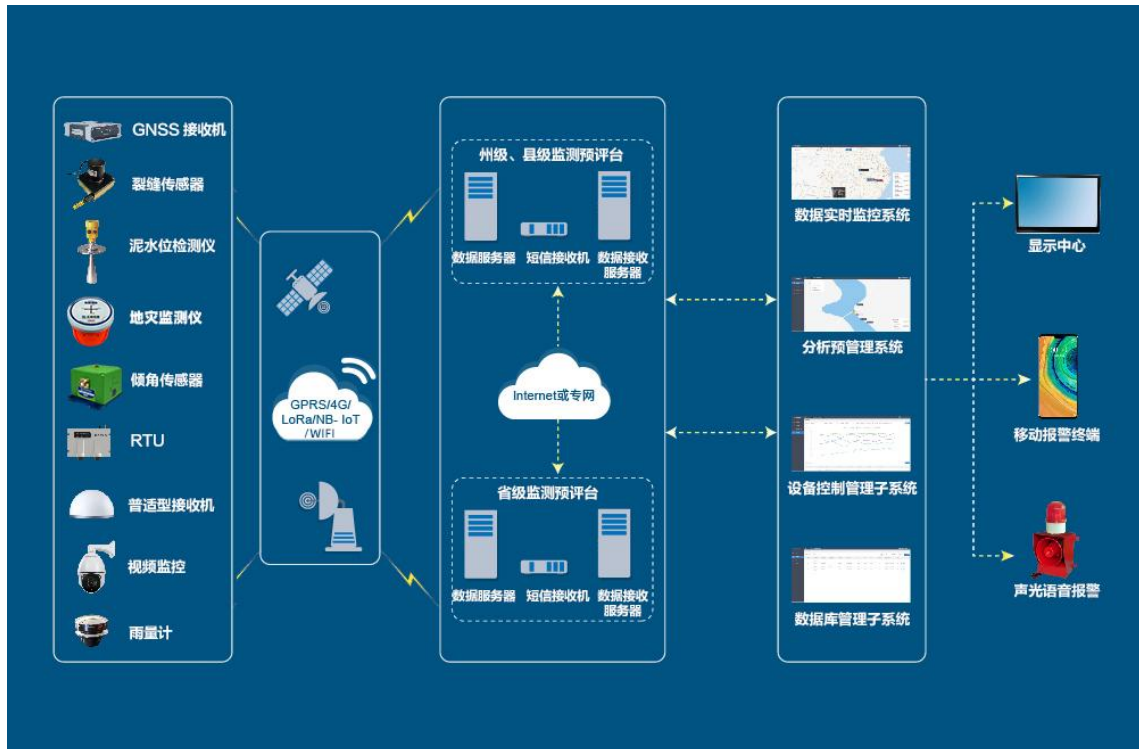 GNSS 接收机
裂缝传感器
泥水位检测仪
地灾监测仪
倾角传感器
RTU
普适型接收机
视频监控
雨量计
GPRS/4G/
LoRa/NB- IoT
/WIFI
州级、县级监测预评台
数据服务器 短信接收机 数据接收
服务器
Internet或专网
省级监测预评台
数据服务器 短信接收机 数据接收
服务器
数据实时监控系统
分析预管理系统
设备控制管理子系统
数据库管理子系统
显示中心
移动报警终端
声光语音报警